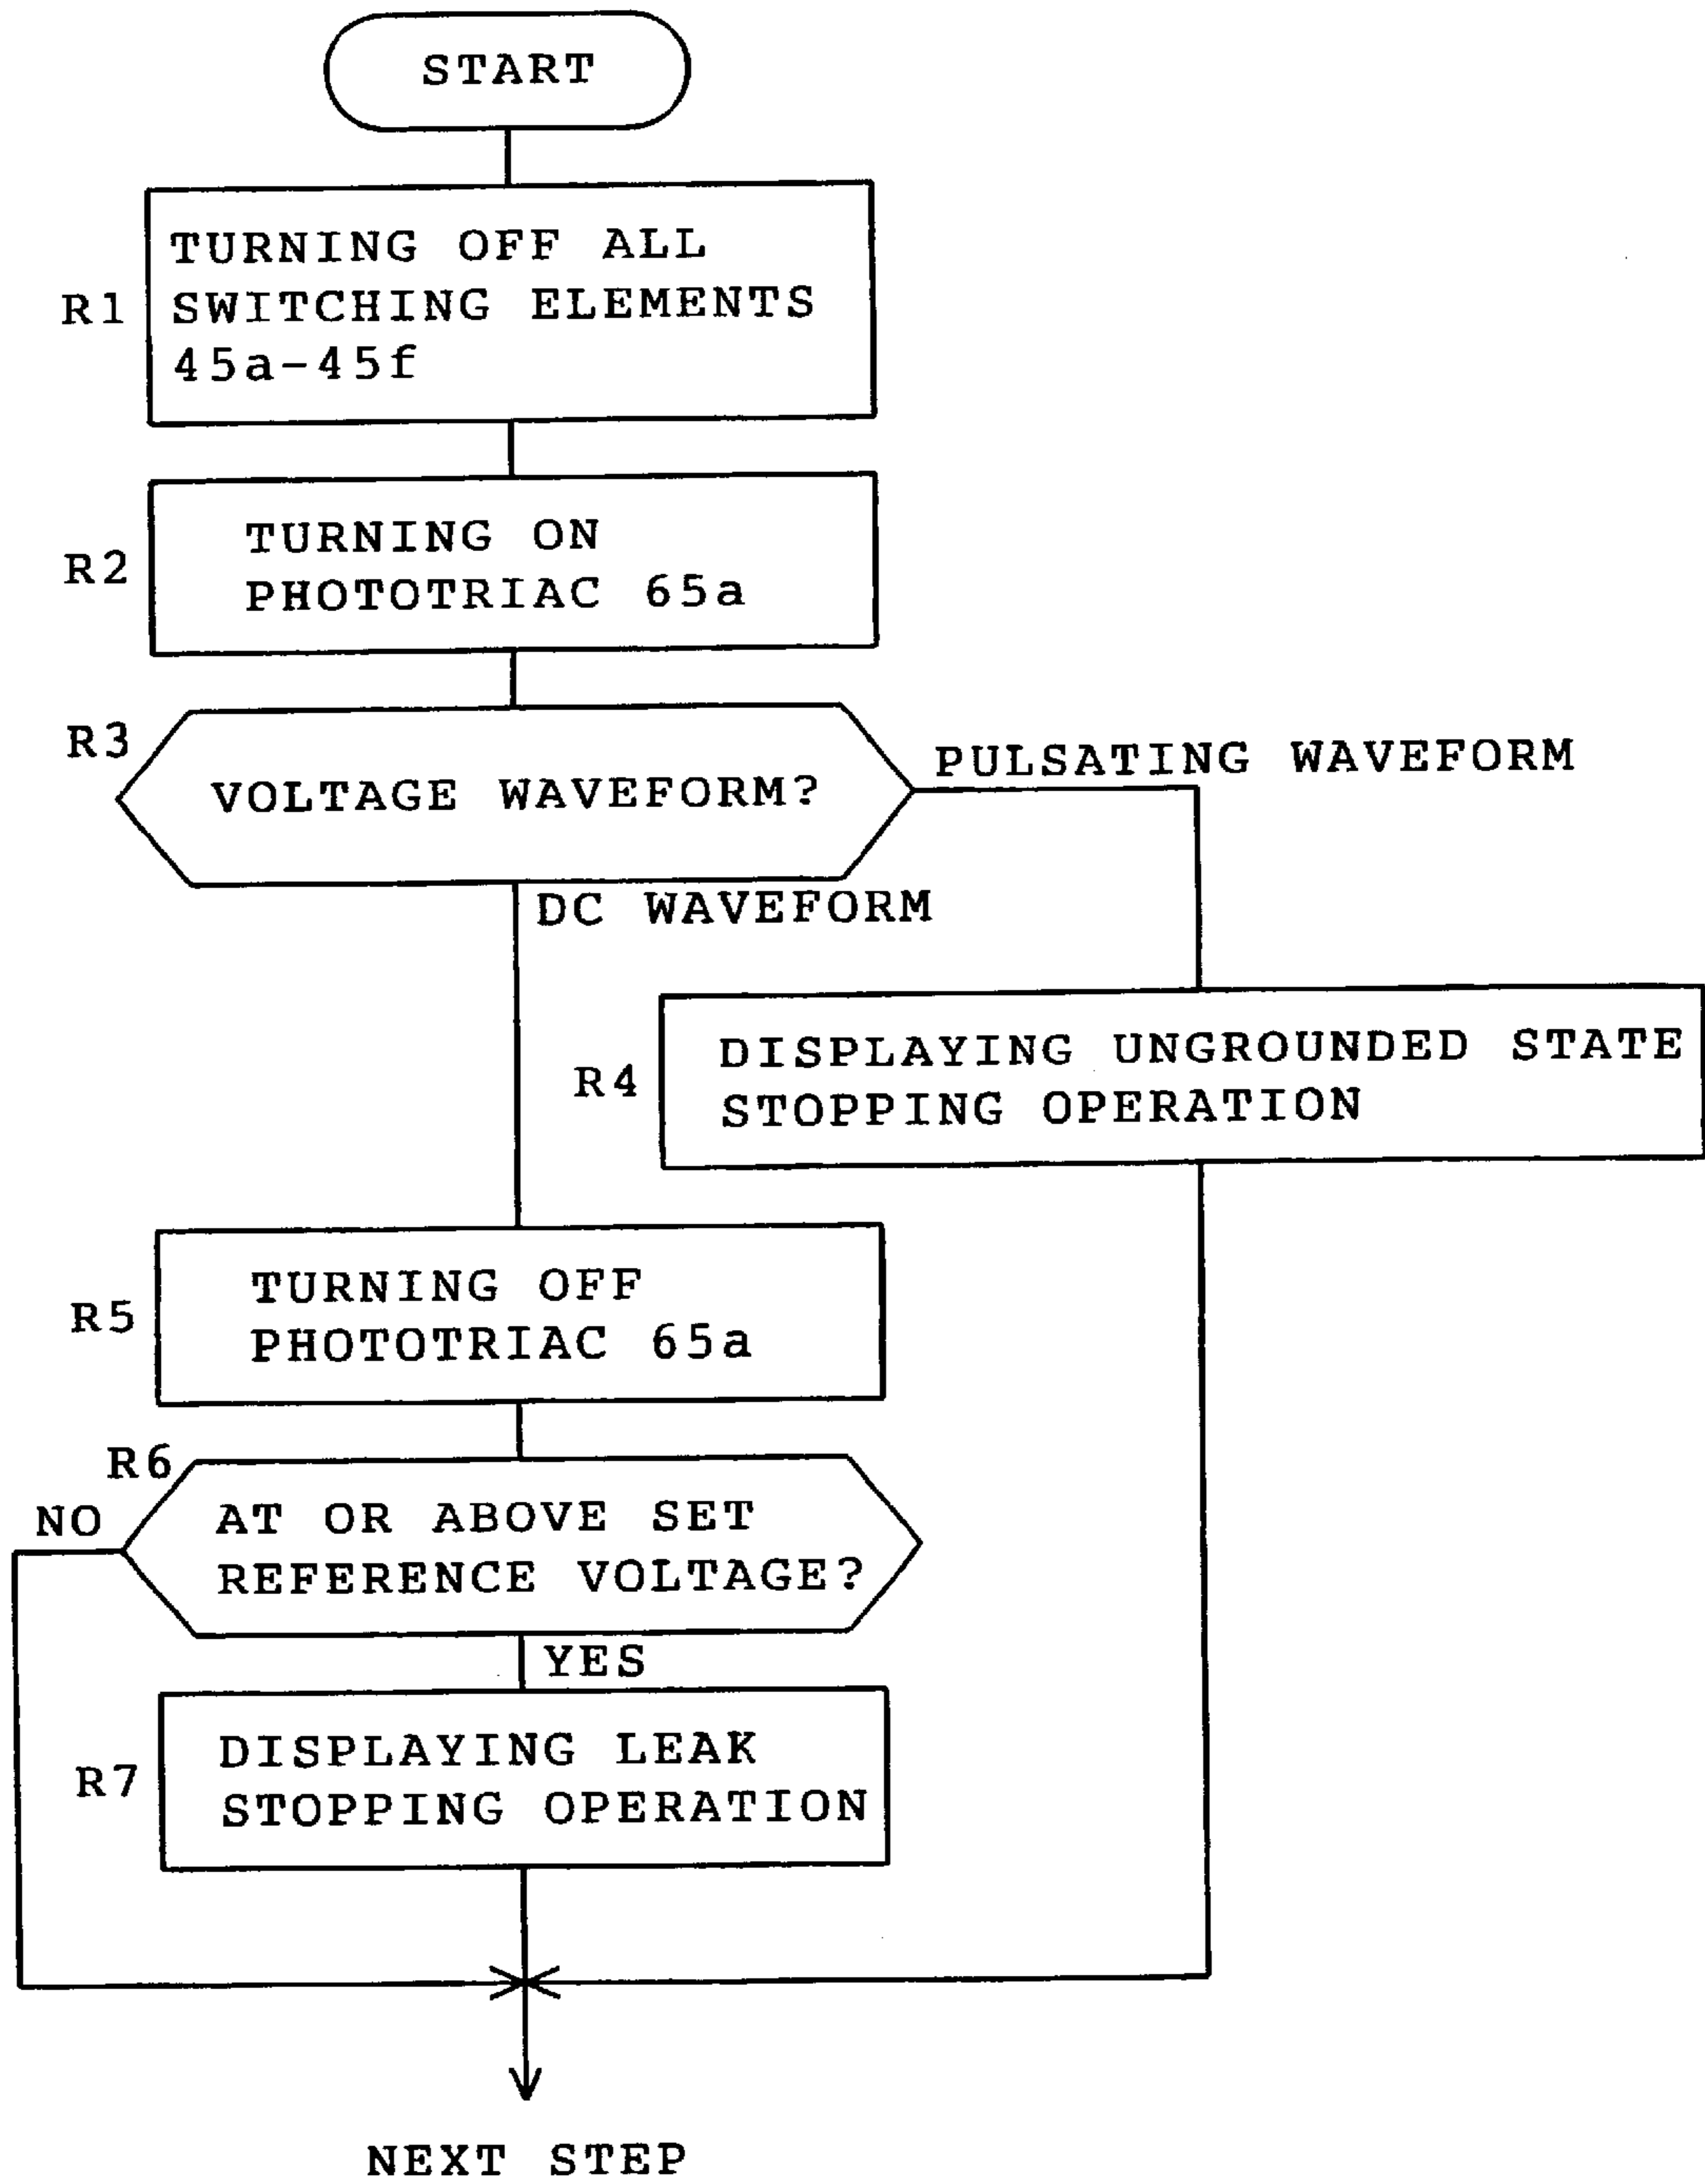 START
R1
TURNING OFF ALL
SWITCHING ELEMENTS
45a-45f
R2
TURNING ON
PHOTOTRIAC 65a
R3
VOLTAGE WAVEFORM?
PULSATING WAVEFORM
DC WAVEFORM
R4
DISPLAYING UNGROUNDED STATE
STOPPING OPERATION
R5
TURNING OFF
PHOTOTRIAC 65a
R6
NO
AT OR ABOVE SET
REFERENCE VOLTAGE?
YES
R7
DISPLAYING LEAK
STOPPING OPERATION
NEXT STEP